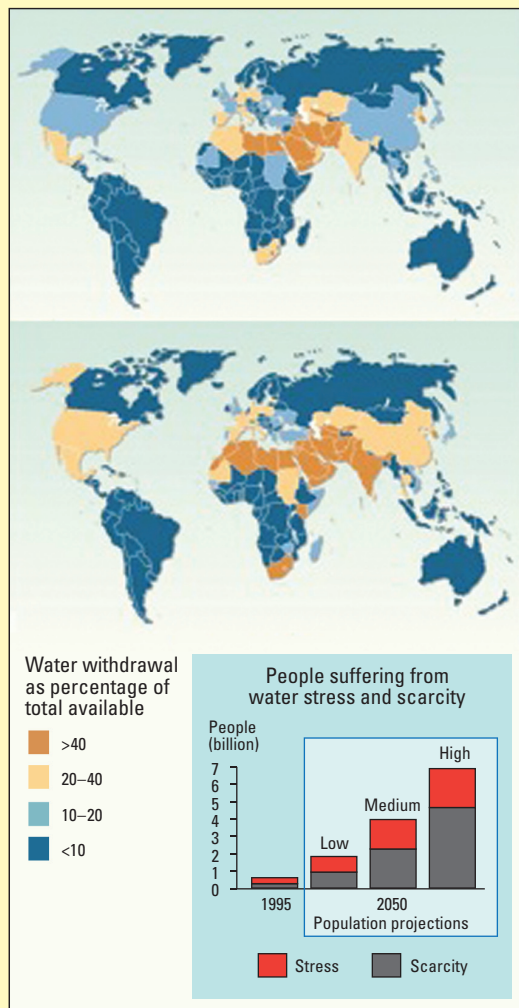 Water withdrawal
as percentage of
total available
>40
20–40
10–20
<10
People suffering from
water stress and scarcity
People
(billion)
7
6
5
4
3
2
1
0
Low
Medium
High
1995
2050
Population projections
Stress
Scarcity